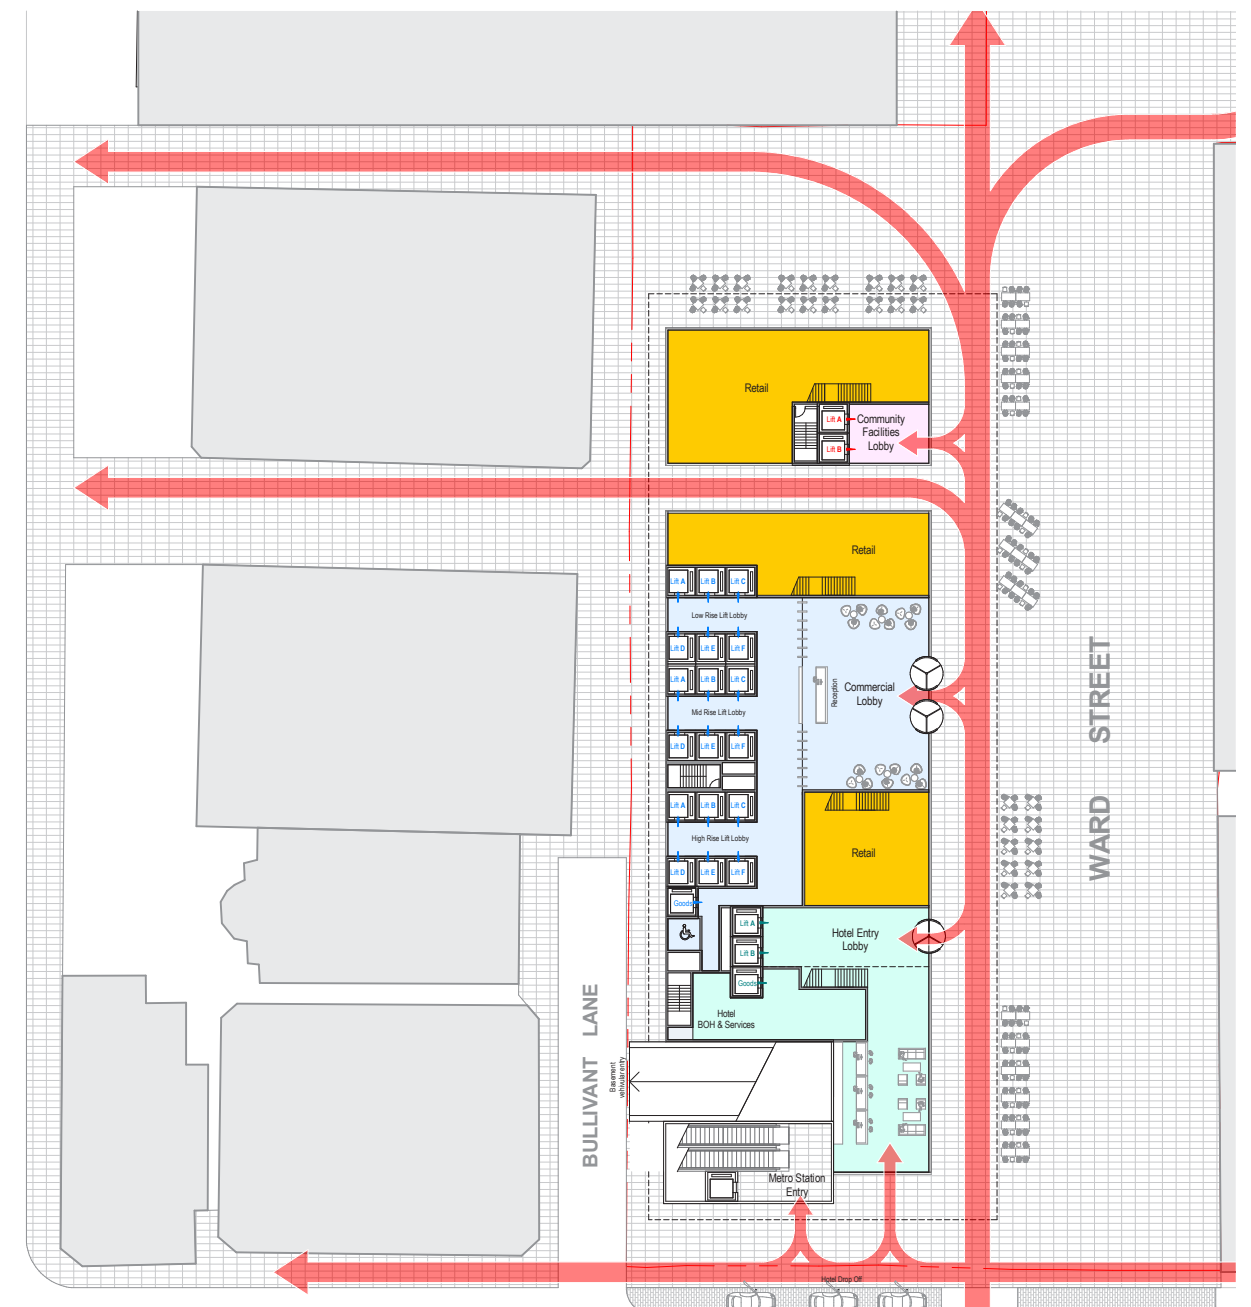 Retail
Lift A
Community
Facilities
Lobby
Lift B
Retail
Lift A
Lift B
Lift C
Low Rise Lift Lobby
Lift D
Lift E
Lift F
Lift A
Lift B
Lift C
Reception
Commercial
Lobby
Mid Rise Lift Lobby
Lift D
Lift E
Lift F
Lift A
Lift B
Lift C
High Rise Lift Lobby
Retail
Lift D
Lift E
Lift F
Goods
Lift A
Hotel Entry
Lobby
Lift B
Goods
Hotel
BOH & Services
Basement
vehicular entry
Metro Station
Entry
Hotel Drop Off
BULLIVANT LANE
WARD STREET